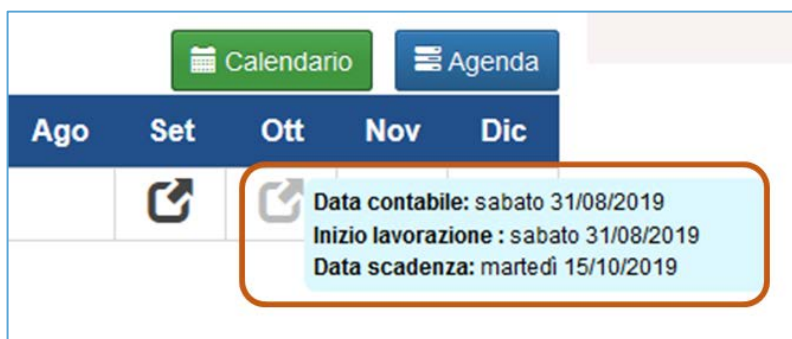 Calendario Agenda
Ago Set Ott Nov Dic
Data contabile: sabato 31/08/2019
Inizio lavorazione : sabato 31/08/2019
Data scadenza: martedì 15/10/2019